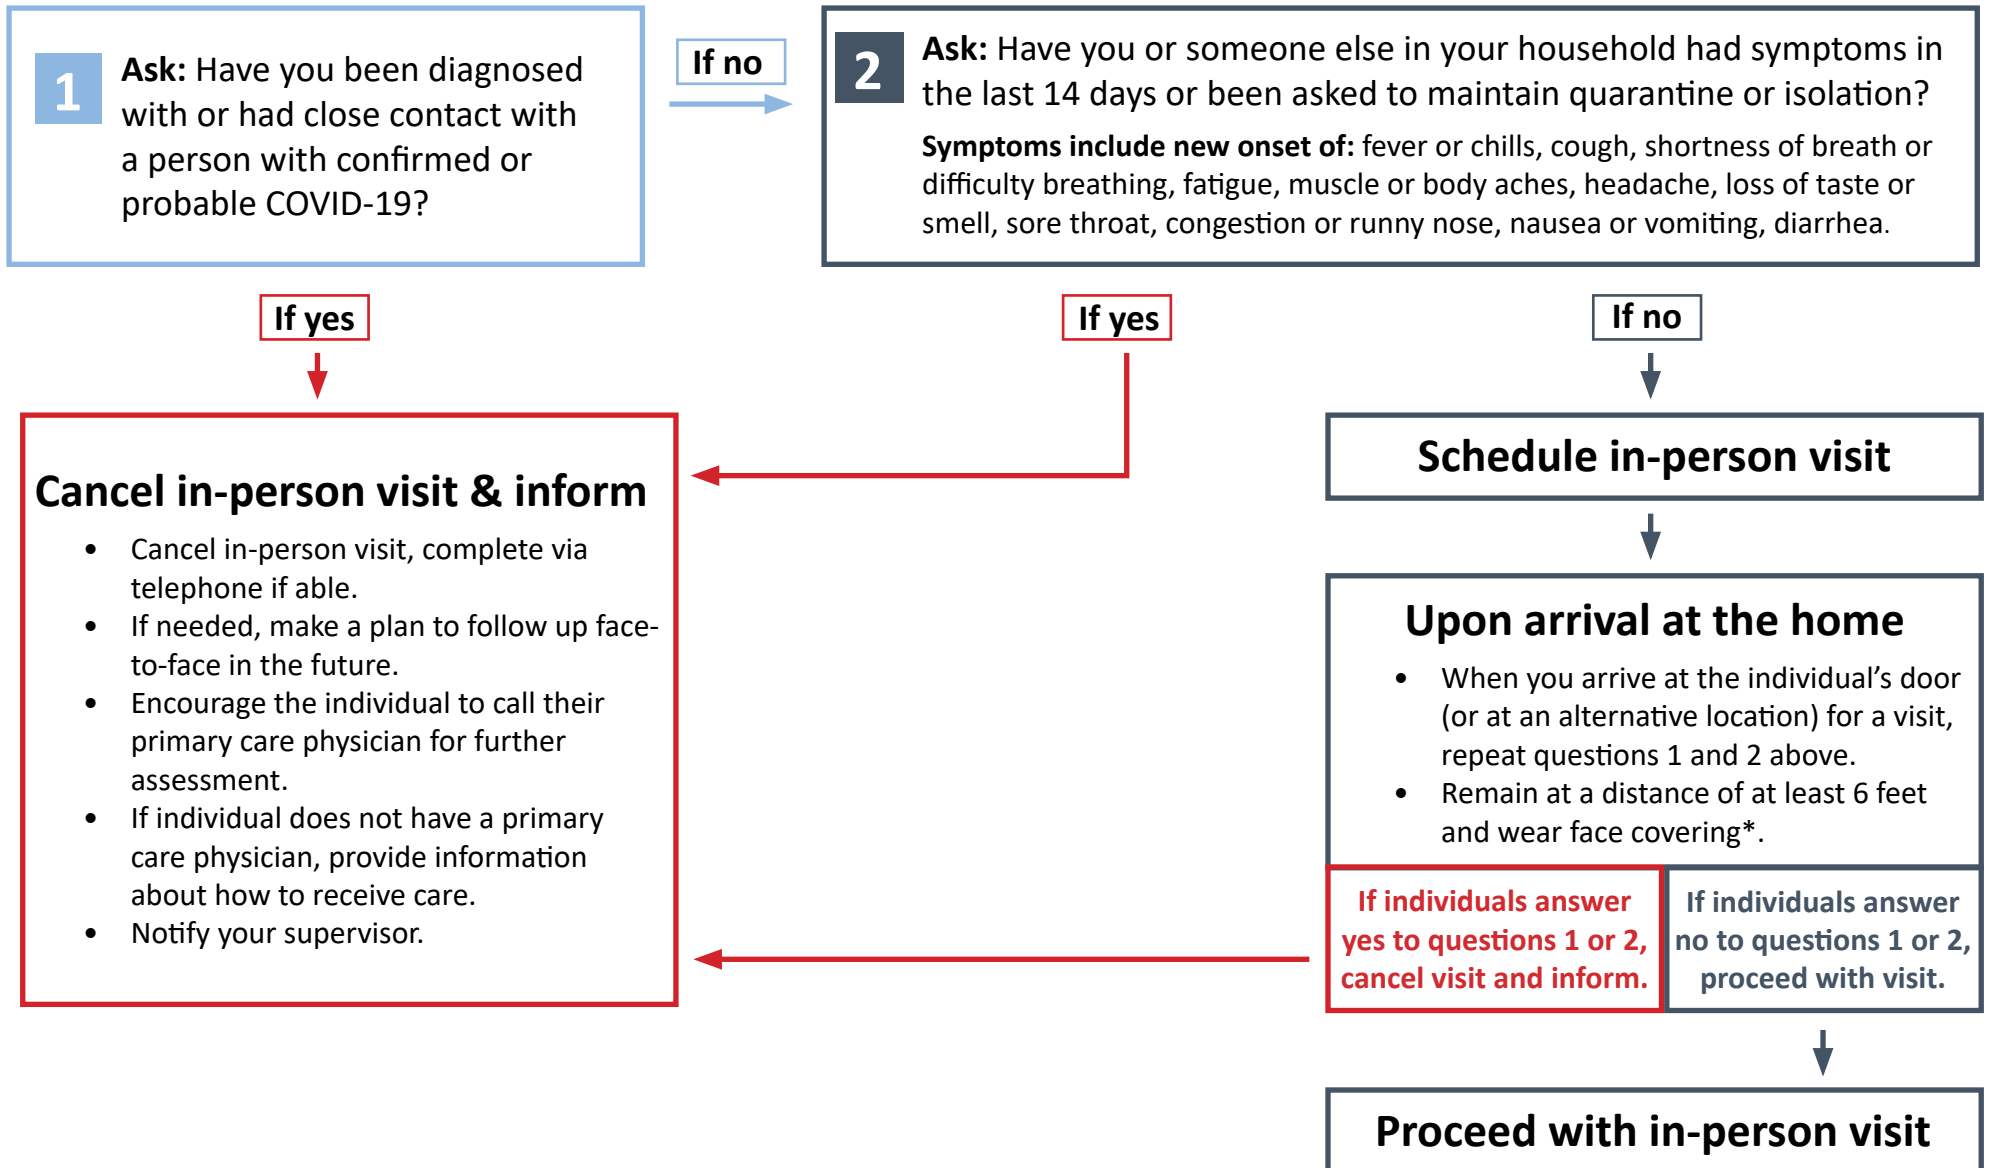 1
Ask: Have you been diagnosed
with or had close contact with
a person with confirmed or
probable COVID-19?
If no
2
Ask: Have you or someone else in your household had symptoms in
the last 14 days or been asked to maintain quarantine or isolation?
Symptoms include new onset of: fever or chills, cough, shortness of breath or
difficulty breathing, fatigue, muscle or body aches, headache, loss of taste or
smell, sore throat, congestion or runny nose, nausea or vomiting, diarrhea.
If yes
If yes
If no
Cancel in-person visit & inform
• Cancel in-person visit, complete via
telephone if able.
• If needed, make a plan to follow up face-
to-face in the future.
• Encourage the individual to call their
primary care physician for further
assessment.
• If individual does not have a primary
care physician, provide information
about how to receive care.
• Notify your supervisor.
Schedule in-person visit
Upon arrival at the home
• When you arrive at the individual’s door
(or at an alternative location) for a visit,
repeat questions 1 and 2 above.
• Remain at a distance of at least 6 feet
and wear face covering*.
If individuals answer
yes to questions 1 or 2,
cancel visit and inform.
If individuals answer
no to questions 1 or 2,
proceed with visit.
Proceed with in-person visit